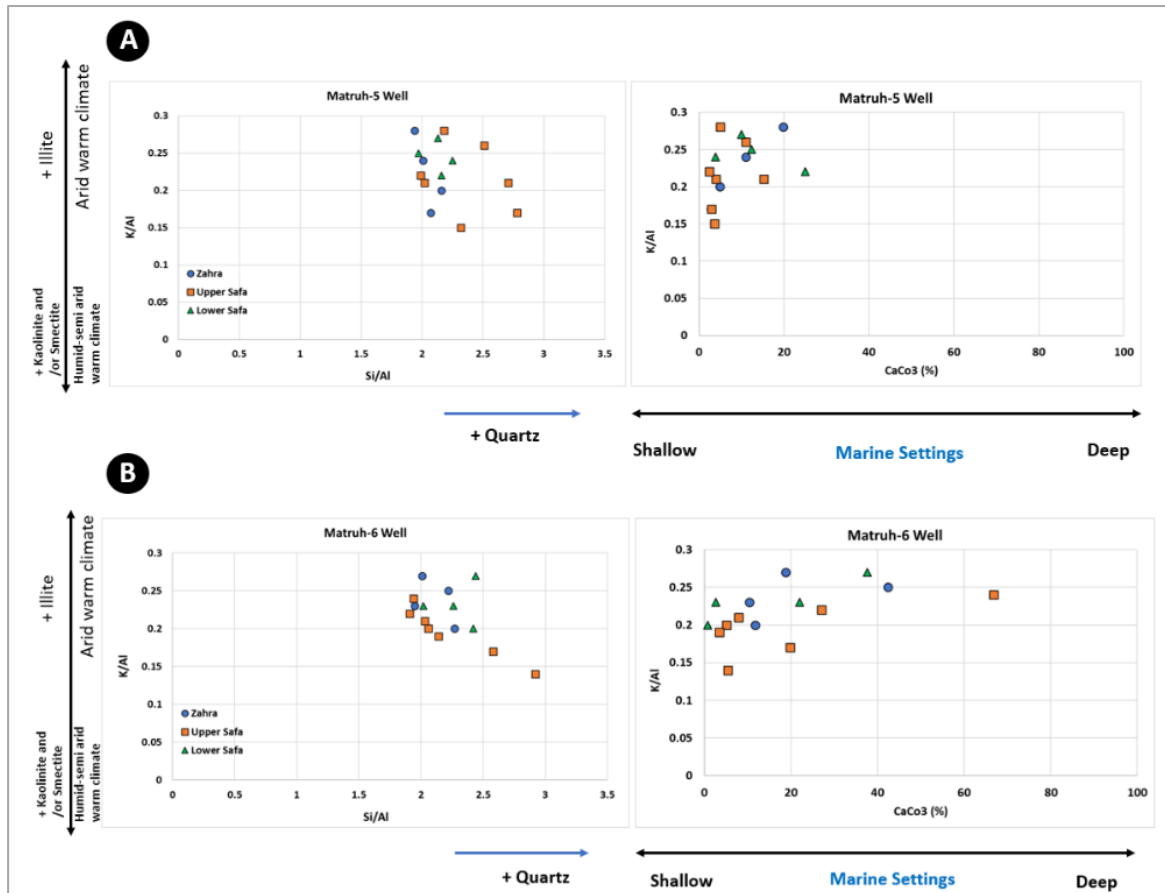 A
+ Illite
Arid warm climate
+ Kaolinite and
/or Smectite
Humid-semi arid
warm climate
Matruh-5 Well
0.3
0.25
0.2
0.15
0.1
0.05
0
K/Al
Zahra
Upper Safa
Lower Safa
0 0.5 1 1.5 2 2.5 3 3.5
Si/Al
+ Quartz
Matruh-5 Well
0.3
0.25
0.2
0.15
0.1
0.05
0
K/Al
0 20 40 60 80 100
CaCo3 (%)
Shallow Marine Settings Deep
B
+ Illite
Arid warm climate
+ Kaolinite and
/or Smectite
Humid-semi arid
warm climate
Matruh-6 Well
0.3
0.25
0.2
0.15
0.1
0.05
0
K/Al
Zahra
Upper Safa
Lower Safa
0 0.5 1 1.5 2 2.5 3 3.5
Si/Al
+ Quartz
Matruh-6 Well
0.3
0.25
0.2
0.15
0.1
0.05
0
K/Al
0 20 40 60 80 100
CaCo3 (%)
Shallow Marine Settings Deep